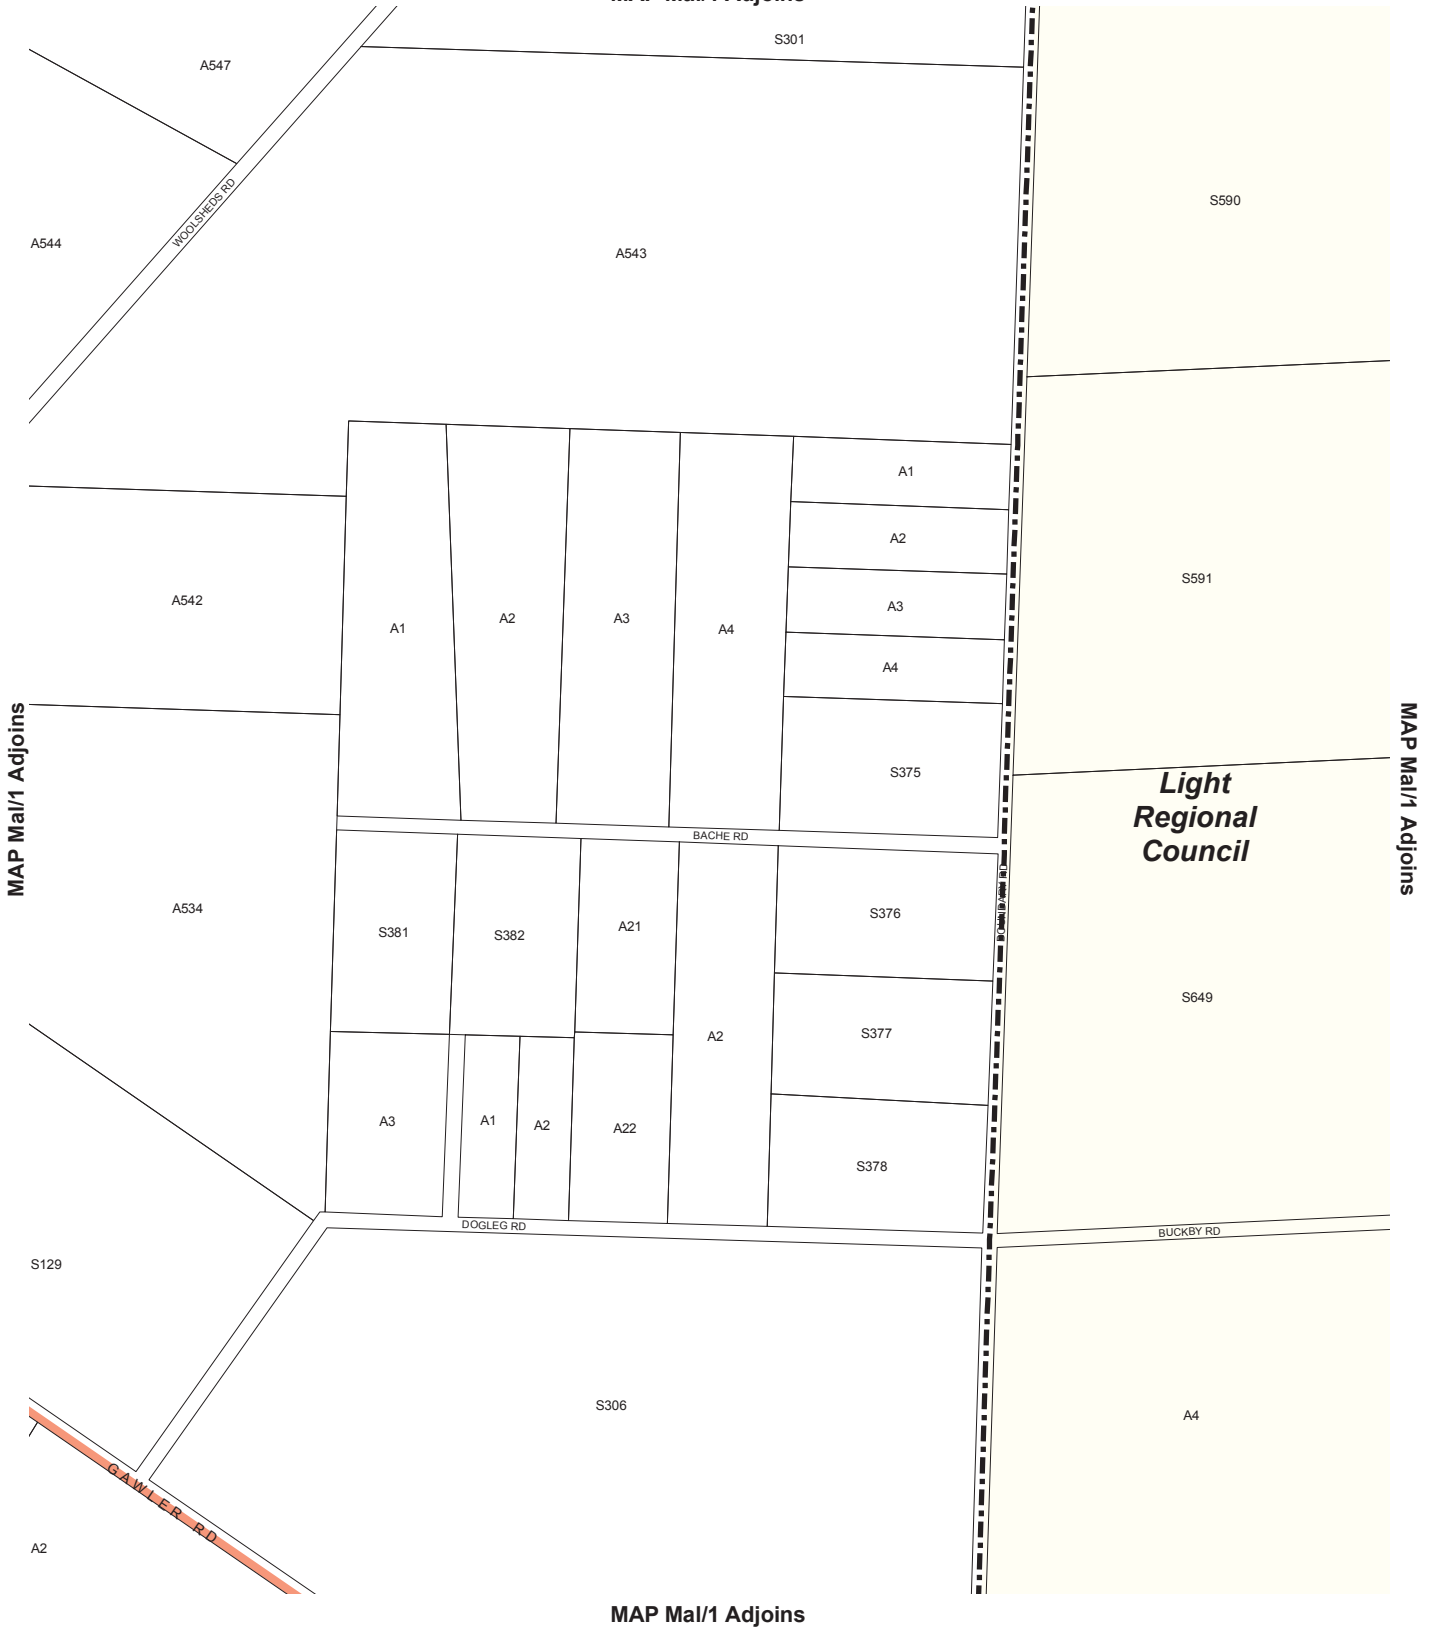 MAP Mal/1 Adjoins
S301
A547
S590
A544
WOOLSHEDS RD
A543
A1
A2
S591
A542
A3
A1
A2
A3
A4
A4
MAP Mal/1 Adjoins
MAP Mal/1 Adjoins
S375
Light
Regional
Council
BACHE RD
A534
S381
S382
A21
S376
BOUNDARY RD
S649
S377
A2
A3
A1
A2
A22
S378
DOGLEG RD
BUCKBY RD
S129
S306
A4
GAWLER RD
A2
MAP Mal/1 Adjoins